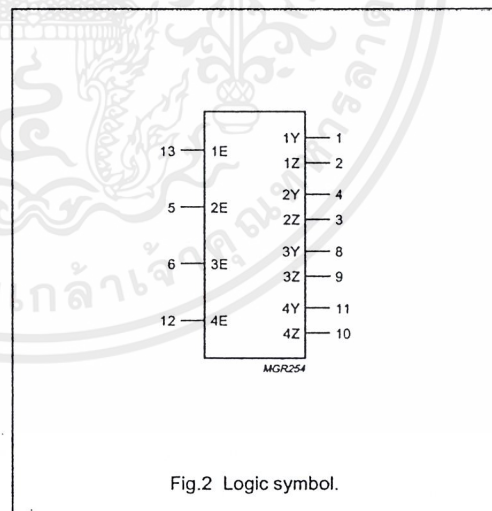 13 1E 1Y 1
1Z 2
5 2E 2Y 4
2Z 3
6 3E 3Y 8
3Z 9
12 4E 4Y 11
4Z 10
MGR254
Fig.2 Logic symbol.